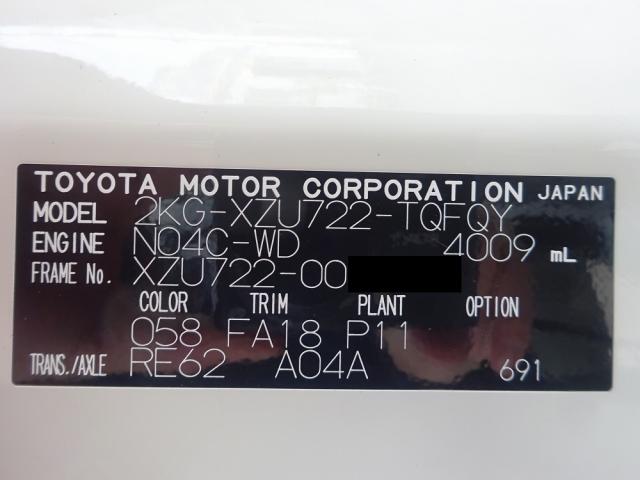 TOYOTA MOTOR CORPORATION JAPAN
MODEL 2KG-XZU722-TQFQY
ENGINE N04C-WD 4009 mL
FRAME No. XZU722-00
COLOR TRIM PLANT OPTION
058 FA18 P11
TRANS./AXLE RE62 A04A 691